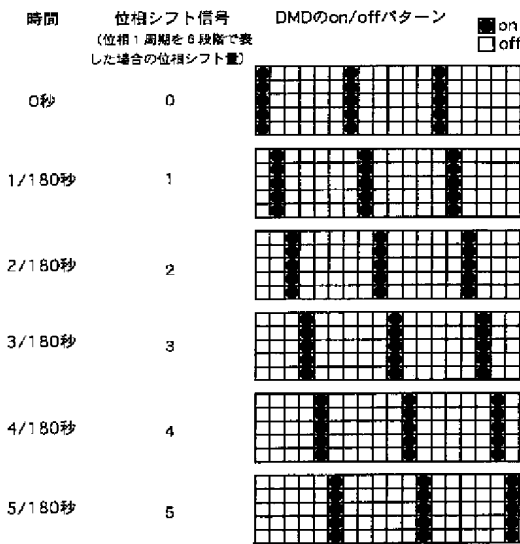 時間 位相シフト信号 DMDのon/offパターン
(位相1周期を6段階で表
した場合の位相シフト量)
on
off
0秒 0
1/180秒 1
2/180秒 2
3/180秒 3
4/180秒 4
5/180秒 5